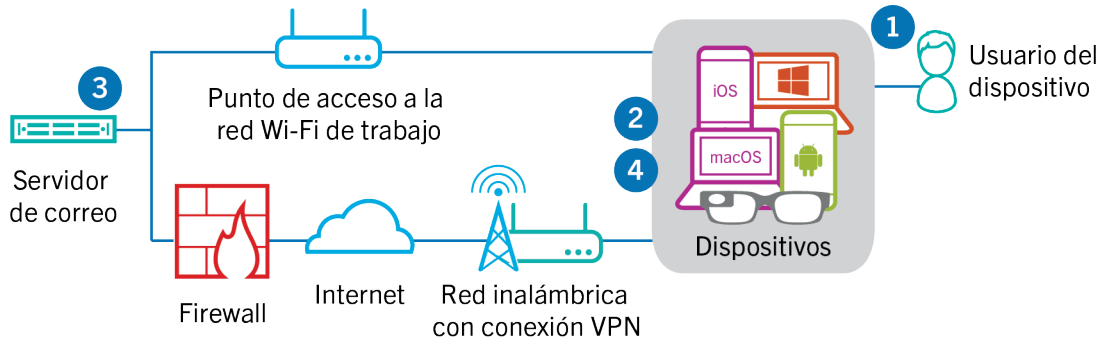 1
Usuario del
dispositivo
iOS
3
Punto de acceso a la
red Wi-Fi de trabajo
2
macOS
4
Servidor
de correo
Dispositivos
Internet
Red inalámbrica
con conexión VPN
Firewall